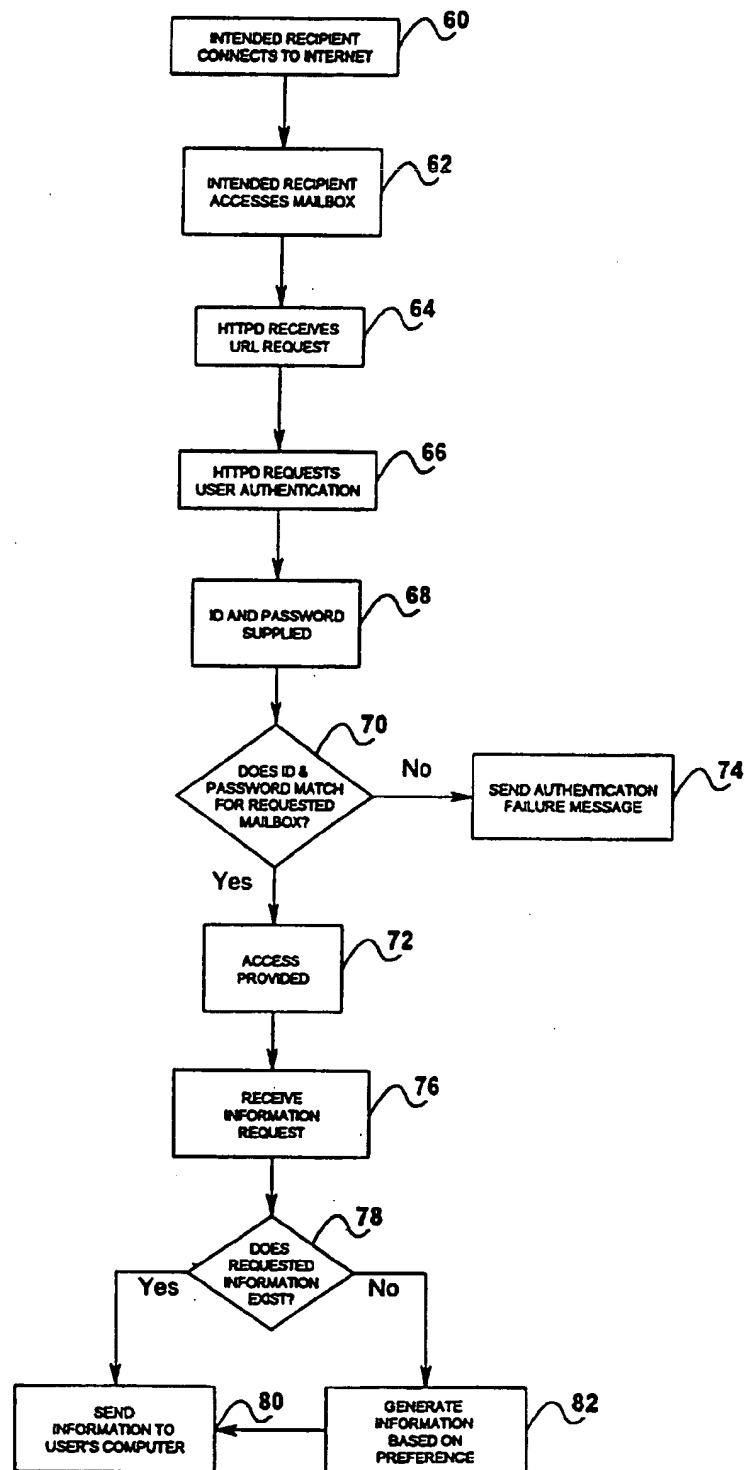 60
INTENDED RECIPIENT
CONNECTS TO INTERNET
62
INTENDED RECIPIENT
ACCESSES MAILBOX
64
HTTPD RECEIVES
URL REQUEST
66
HTTPD REQUESTS
USER AUTHENTICATION
68
ID AND PASSWORD
SUPPLIED
70
DOES ID &
PASSWORD MATCH
FOR REQUESTED
MAILBOX?
No
74
SEND AUTHENTICATION
FAILURE MESSAGE
Yes
72
ACCESS
PROVIDED
76
RECEIVE
INFORMATION
REQUEST
78
DOES
REQUESTED
INFORMATION
EXIST?
Yes
No
80
SEND
INFORMATION TO
USER'S COMPUTER
82
GENERATE
INFORMATION
BASED ON
PREFERENCE